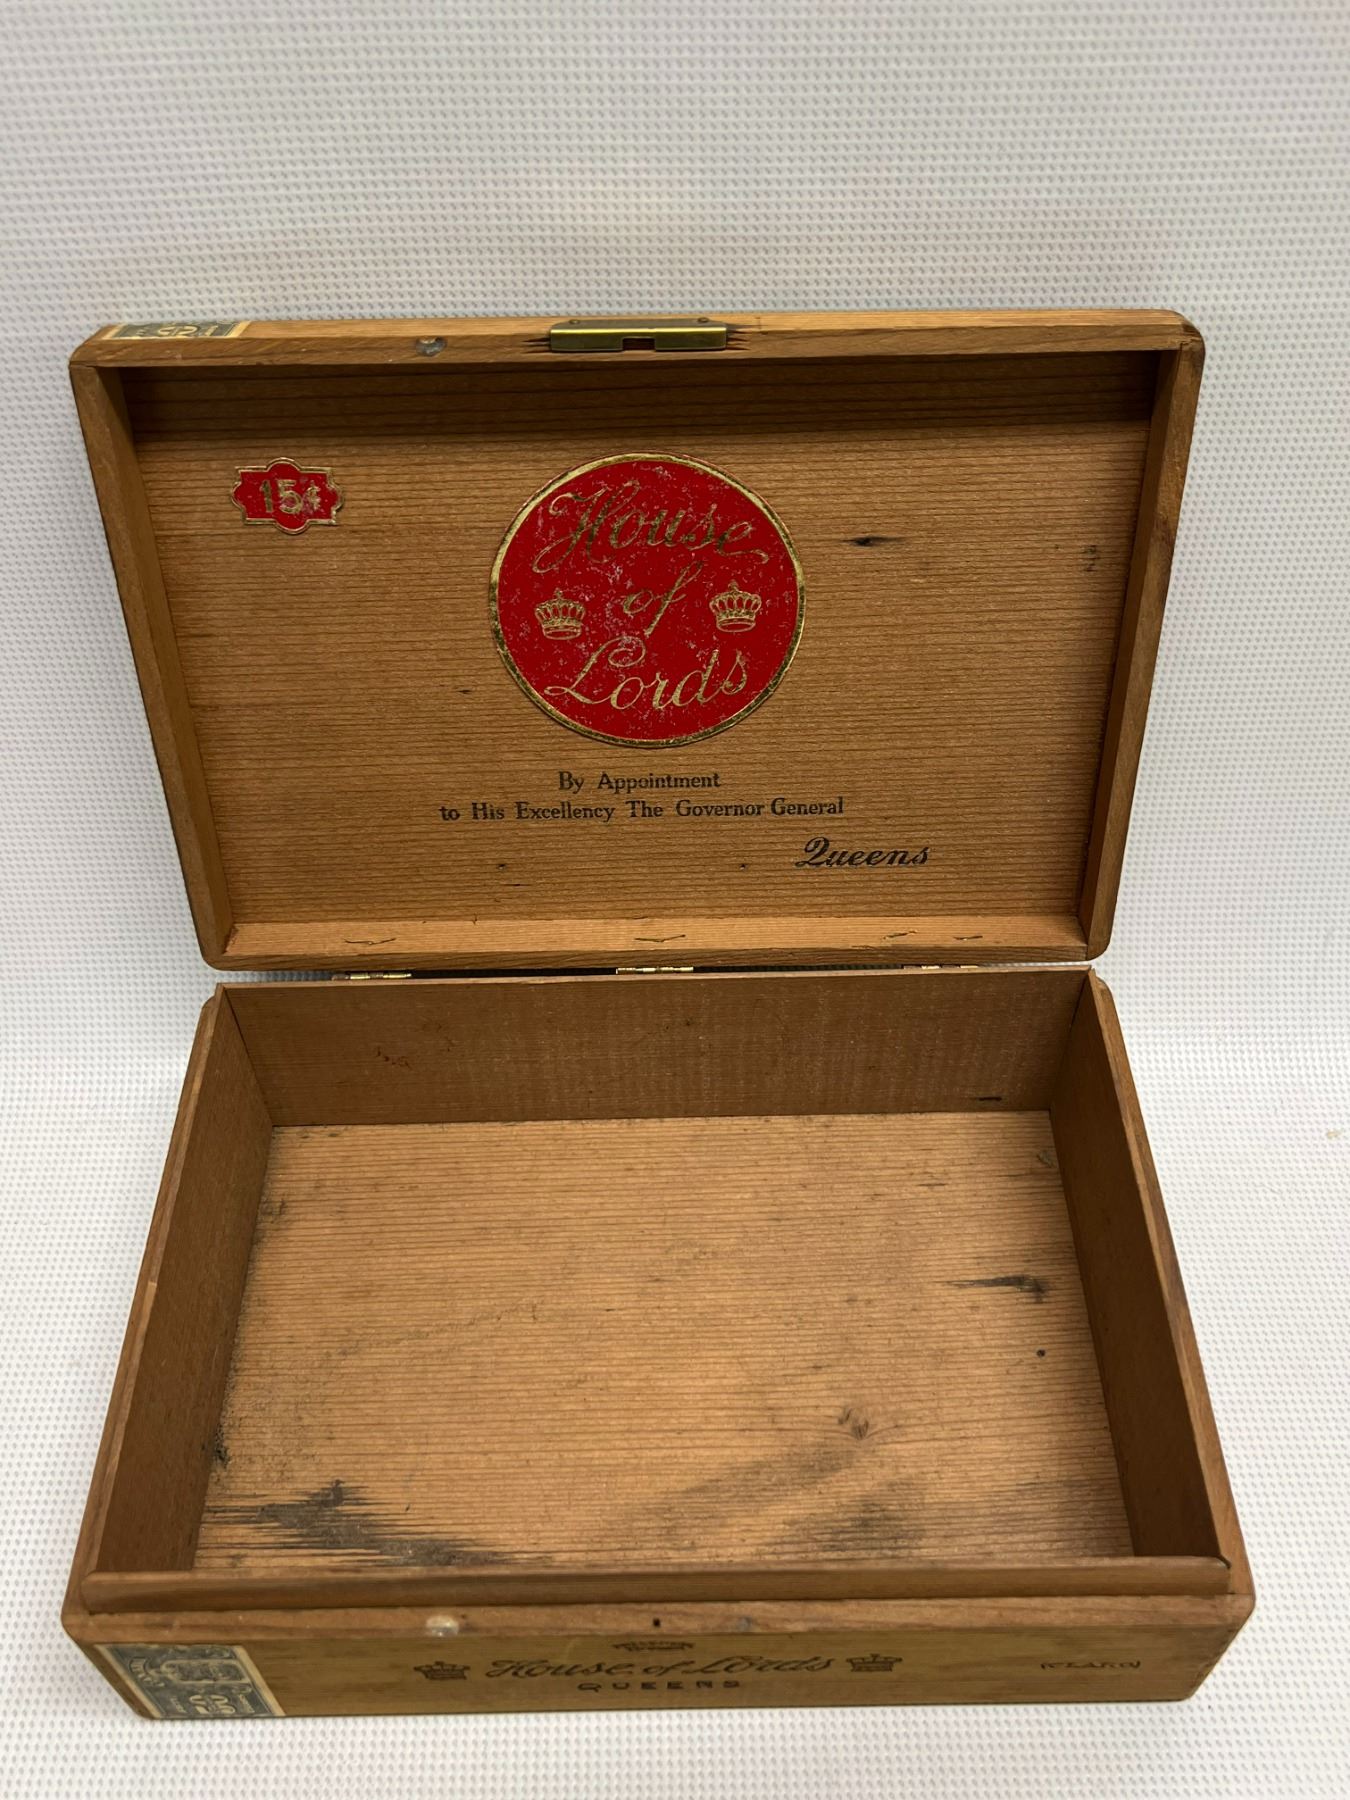 15¢
House
of
Lords
By Appointment
to His Excellency The Governor General
Queens
House of Lords
QUEENS
(CLARO)